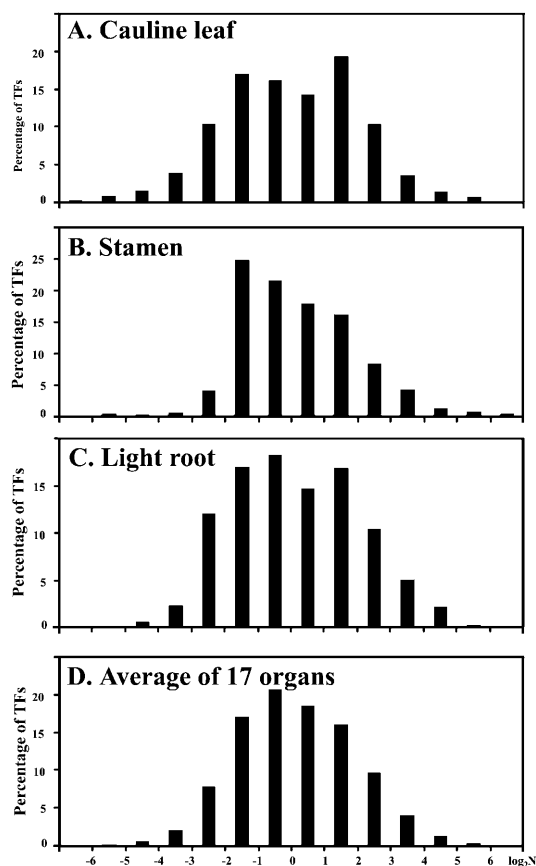 A. Cauline leaf
Percentage of TFs
20
15
10
5
0
B. Stamen
Percentage of TFs
25
20
15
10
5
0
C. Light root
Percentage of TFs
15
10
5
0
D. Average of 17 organs
Percentage of TFs
20
15
10
5
0
-6 -5 -4 -3 -2 -1 0 1 2 3 4 5 6 log₂N